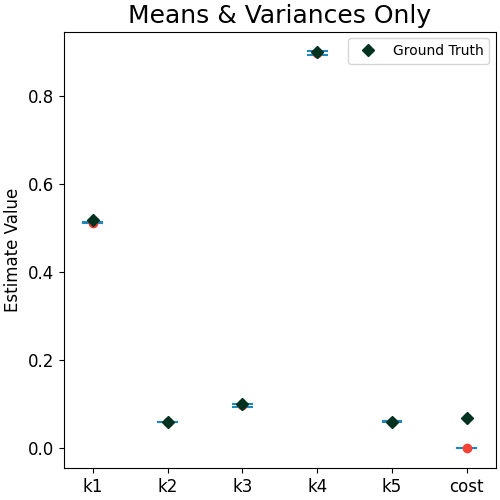 Means & Variances Only
Ground Truth
Estimate Value
0.8
0.6
0.4
0.2
0.0
k1 k2 k3 k4 k5 cost